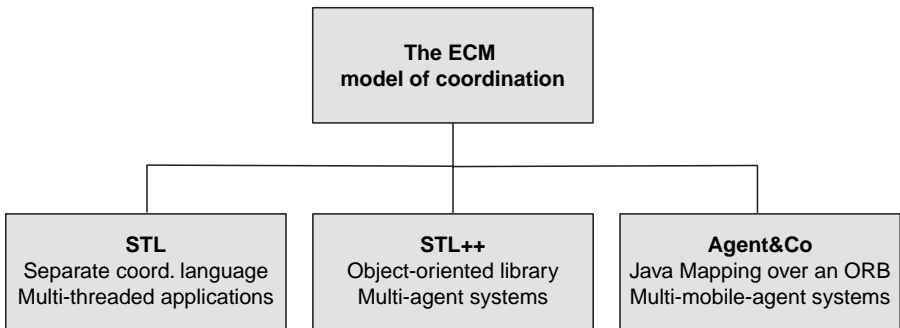 The ECM
model of coordination
STL
Separate coord. language
Multi-threaded applications
STL++
Object-oriented library
Multi-agent systems
Agent&Co
Java Mapping over an ORB
Multi-mobile-agent systems